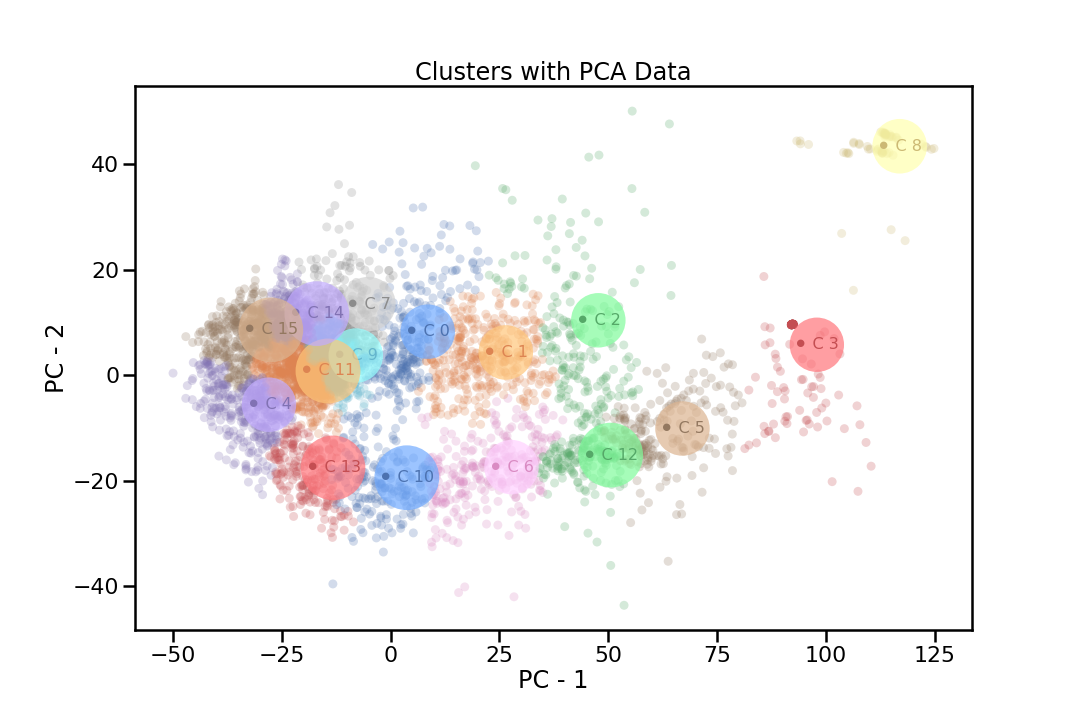 Clusters with PCA Data
PC - 2
40
20
0
−20
−40
C 8
C 14
C 7
C 15
C 0
C 2
C 9
C 1
C 3
C 11
C 4
C 5
C 12
C 13
C 6
C 10
−50 −25 0 25 50 75 100 125
PC - 1